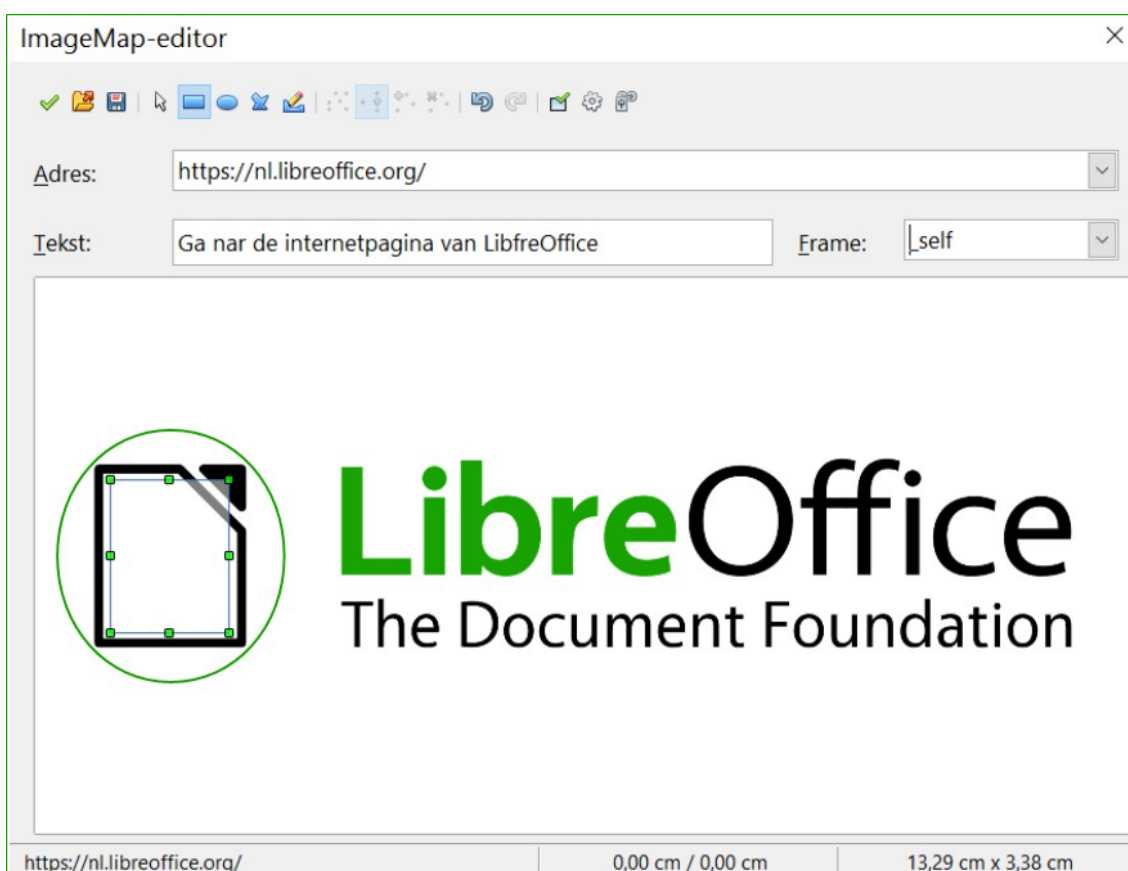 ImageMap-editor
Adres: https://nl.libreoffice.org/
Tekst: Ga nar de internetpagina van LibfreOffice Frame: _self
LibreOffice
The Document Foundation
https://nl.libreoffice.org/ 0,00 cm / 0,00 cm 13,29 cm x 3,38 cm